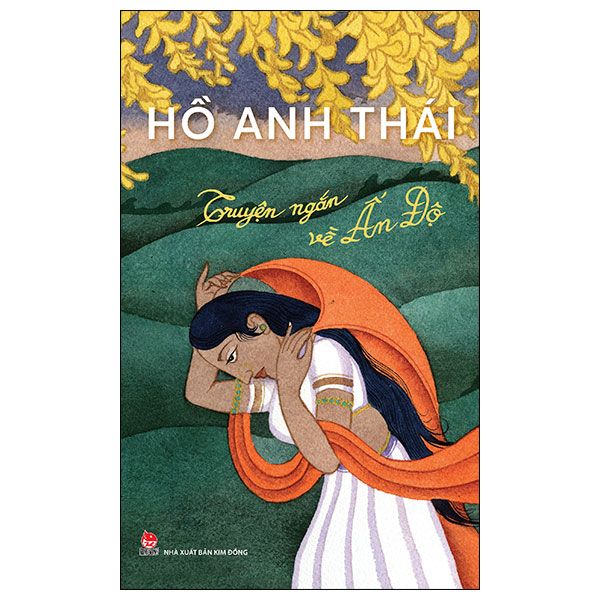 HỒ ANH THÁI
Truyện ngắn
về Ấn Độ
NHÀ XUẤT BẢN KIM ĐỒNG